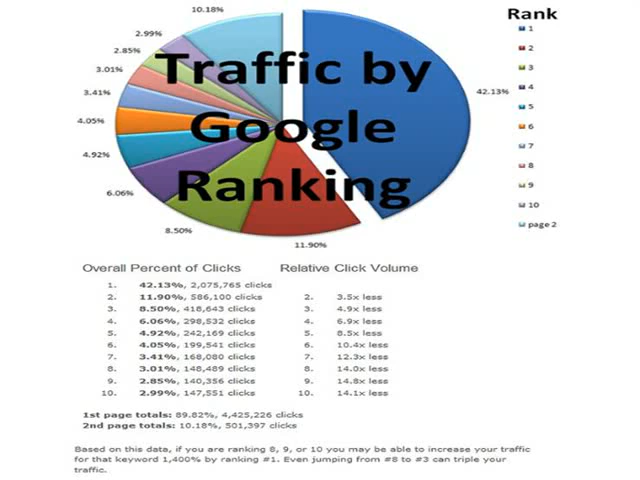 10.18%
Rank
2.99%
1
2.85%
2
3.01%
Traffic by
3
3.41%
4
42.13%
5
4.05%
Google
6
7
4.92%
8
Ranking
9
6.06%
10
8.50%
page 2
11.90%
Overall Percent of Clicks Relative Click Volume
1. 42.13%, 2,075,765 clicks
2. 11.90%, 586,100 clicks 2. 3.5x less
3. 8.50%, 418,643 clicks 3. 4.9x less
4. 6.06%, 298,532 clicks 4. 6.9x less
5. 4.92%, 242,169 clicks 5. 8.5x less
6. 4.05%, 199,541 clicks 6. 10.4x less
7. 3.41%, 168,080 clicks 7. 12.3x less
8. 3.01%, 148,489 clicks 8. 14.0x less
9. 2.85%, 140,356 clicks 9. 14.8x less
10. 2.99%, 147,551 clicks 10. 14.1x less
1st page totals: 89.82%, 4,425,226 clicks
2nd page totals: 10.18%, 501,397 clicks
Based on this data, if you are ranking 8, 9, or 10 you may be able to increase your traffic
for that keyword 1,400% by ranking #1. Even jumping from #8 to #3 can triple your
traffic.